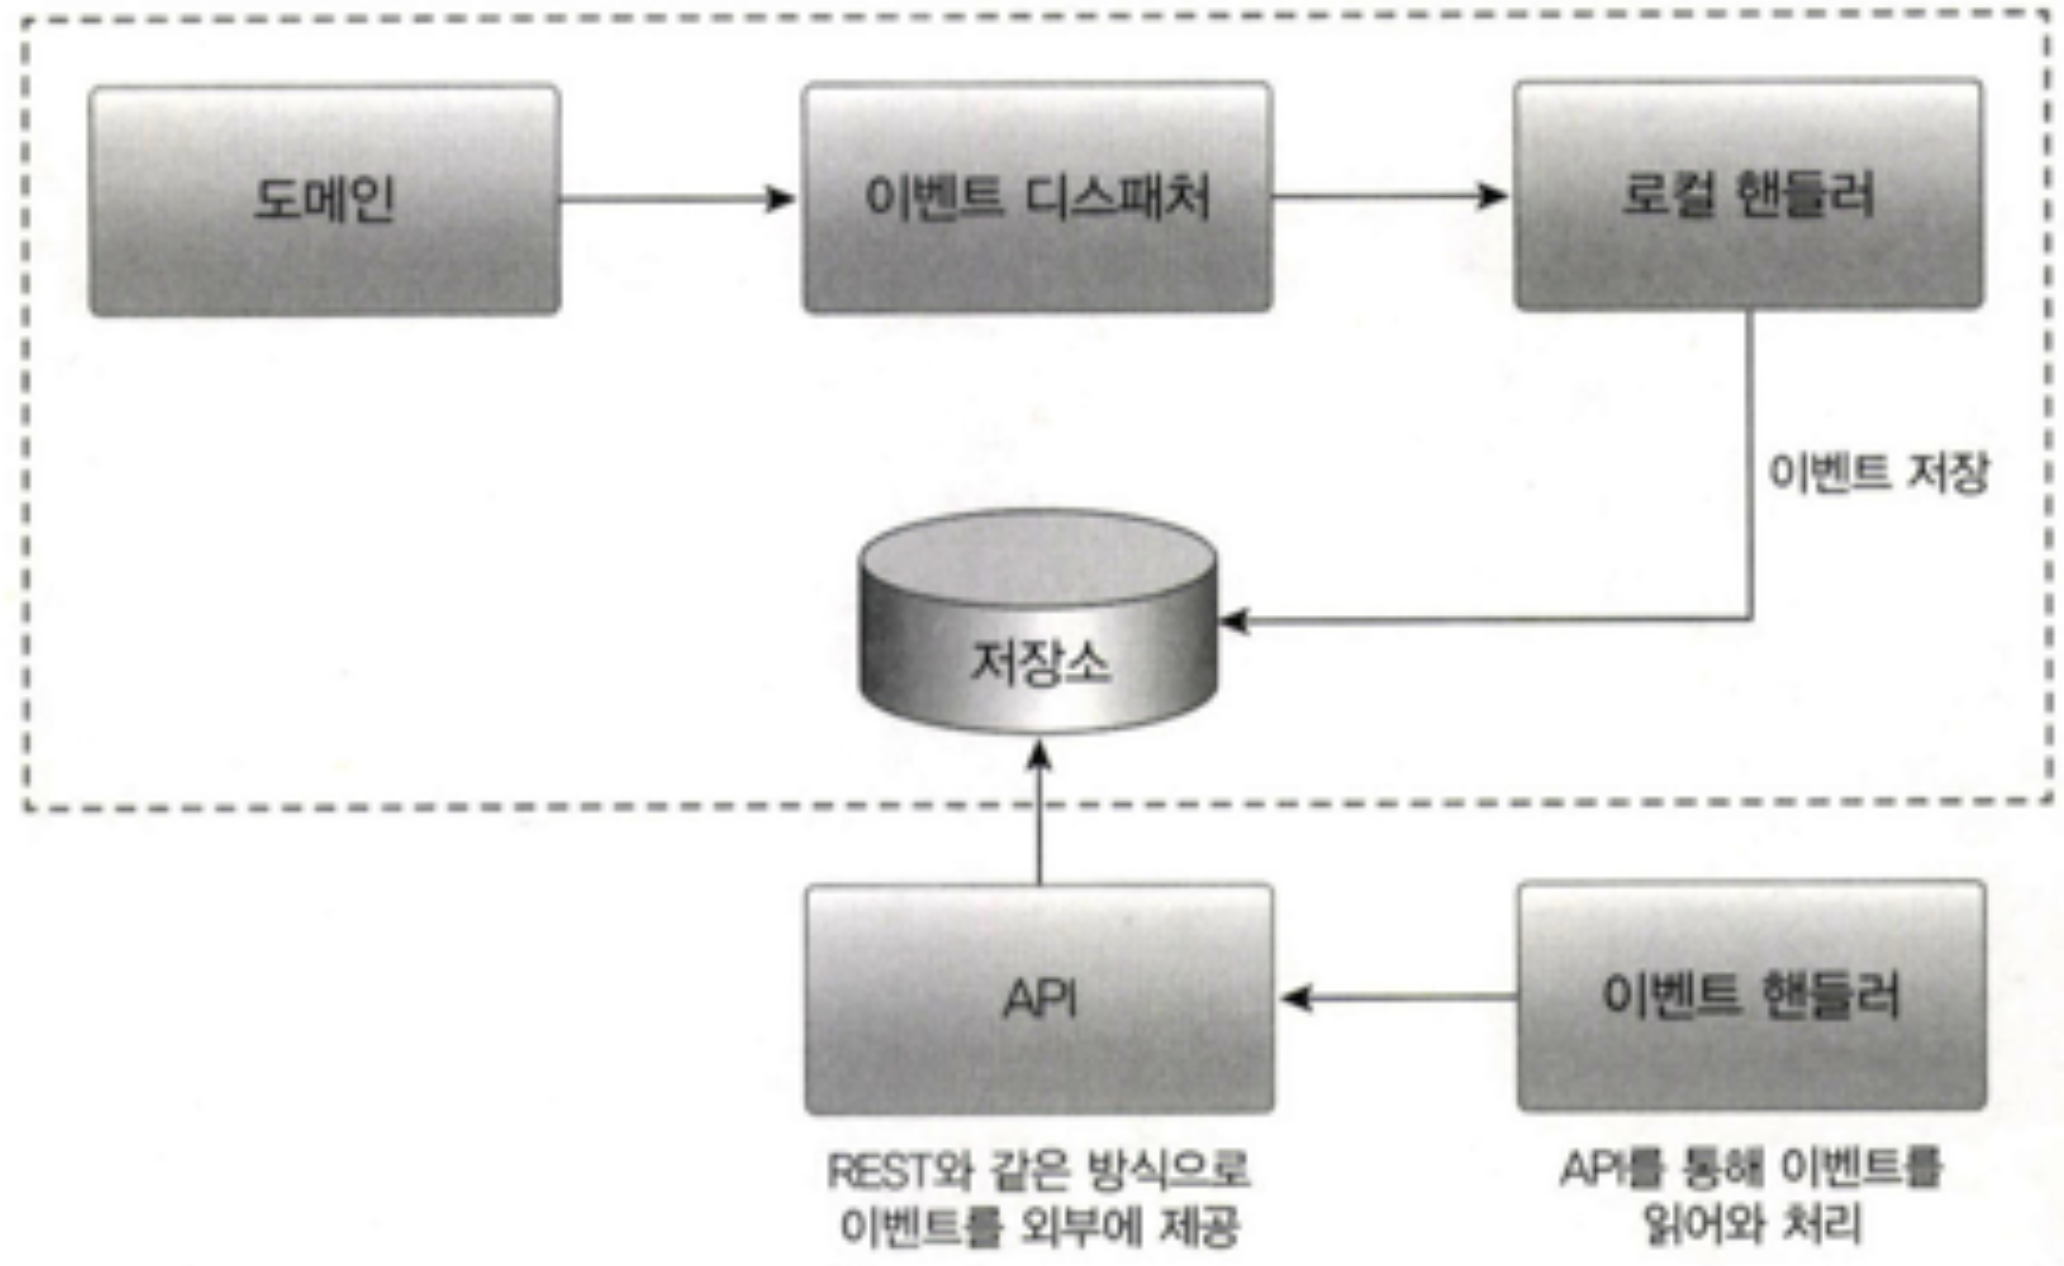 도메인
이벤트 디스패처
로컬 핸들러
이벤트 저장
저장소
API
이벤트 핸들러
REST와 같은 방식으로
이벤트를 외부에 제공
API를 통해 이벤트를
읽어와 처리